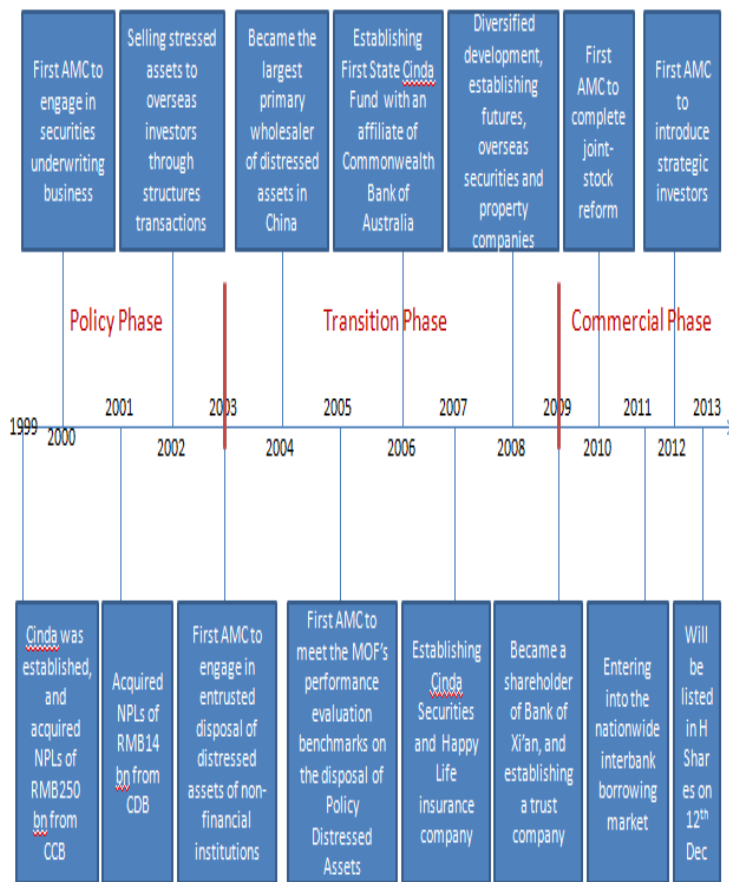 First AMC to
engage in
securities
underwriting
business
Selling stressed
assets to
overseas
investors
through
structures
transactions
Became the
largest
primary
wholesaler
of distressed
assets in
China
Establishing
First State Cinda
Fund with an
affiliate of
Commonwealth
Bank of
Australia
Diversified
development,
establishing
futures,
overseas
securities and
property
companies
First
AMC to
complete
joint-
stock
reform
First AMC
to
introduce
strategic
investors
Policy Phase
Transition Phase
Commercial Phase
1999
2000
2001
2002
2003
2004
2005
2006
2007
2008
2009
2010
2011
2012
2013
Cinda was
established,
and
acquired
NPLs of
RMB250
bn from
CCB
Acquired
NPLs of
RMB14
bn from
CDB
First AMC to
engage in
entrusted
disposal of
distressed
assets of non-
financial
institutions
First AMC to
meet the MOF's
performance
evaluation
benchmarks on
the disposal of
Policy
Distressed
Assets
Establishing
Cinda
Securities
and Happy
Life
insurance
company
Became a
shareholder
of Bank of
Xi'an, and
establishing
a trust
company
Entering
into the
nationwide
interbank
borrowing
market
Will
be
listed
in H
Shar
es on
12th
Dec